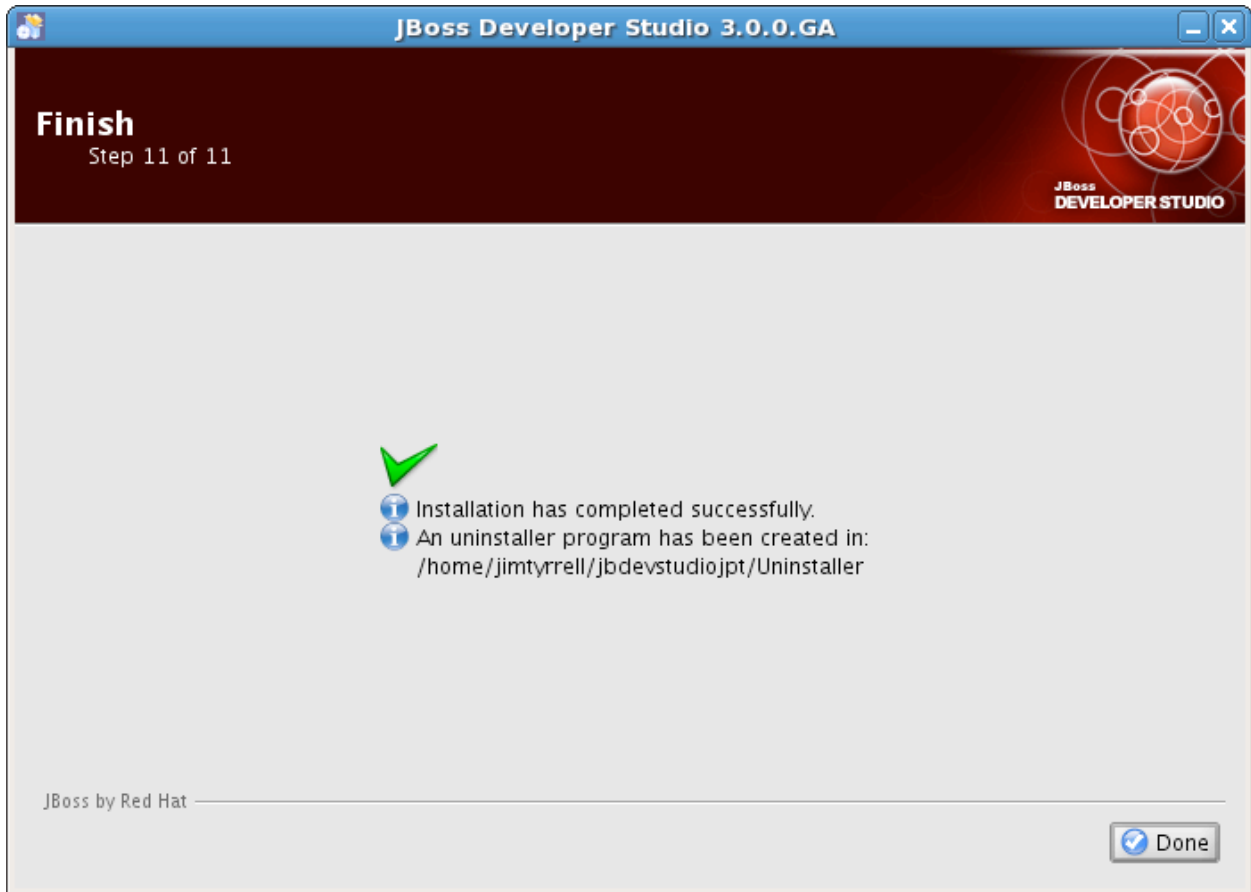 JBoss Developer Studio 3.0.0.GA
Finish
Step 11 of 11
JBoss
DEVELOPER STUDIO
Installation has completed successfully.
An uninstaller program has been created in:
/home/jimtyrrell/jbdevstudiojpt/Uninstaller
JBoss by Red Hat
Done